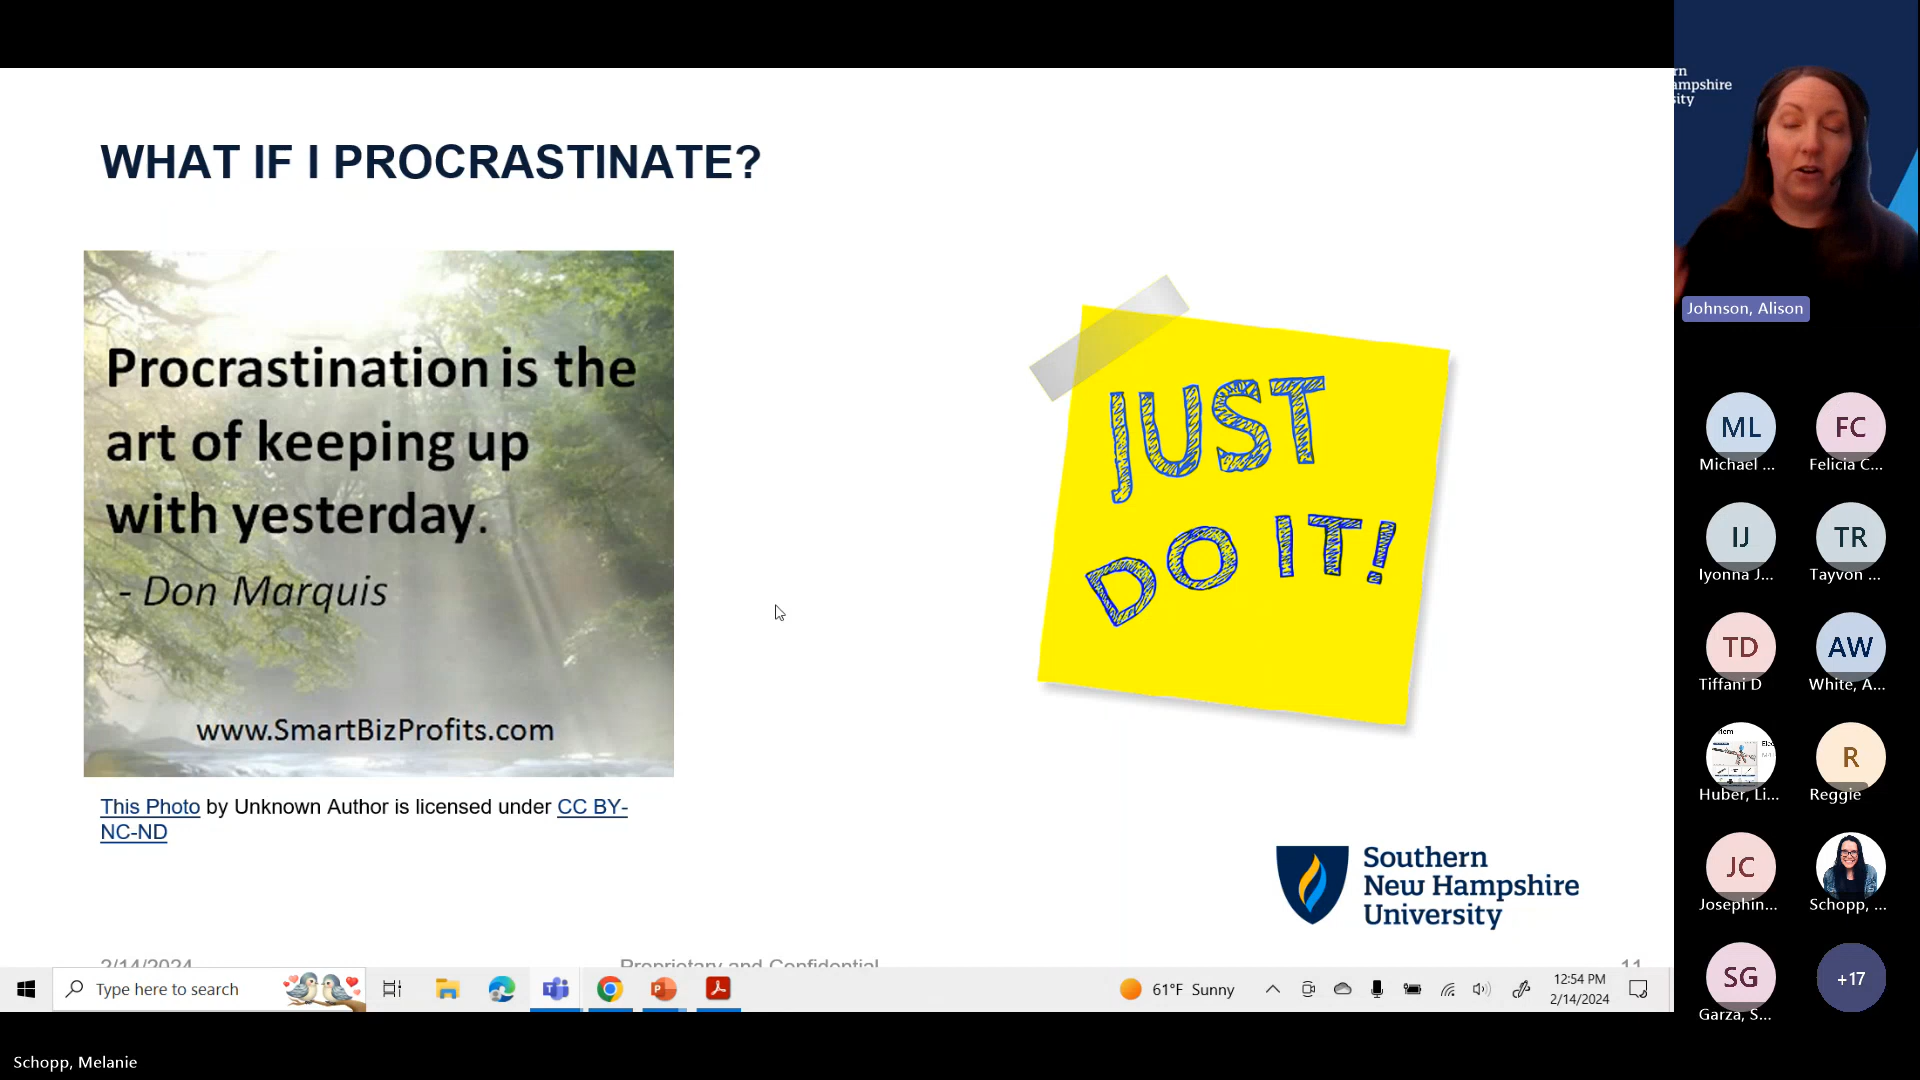 WHAT IF I PROCRASTINATE?
Procrastination is the
art of keeping up
with yesterday.
- Don Marquis
www.SmartBizProfits.com
This Photo by Unknown Author is licensed under CC BY-
NC-ND
JUST
DO IT!
Southern
New Hampshire
University
2/14/2024
Proprietary and Confidential
11
Type here to search
61°F Sunny
12:54 PM
2/14/2024
Schopp, Melanie
rn
ampshire
sity
Johnson, Alison
ML
Michael ...
FC
Felicia C...
IJ
Iyonna J...
TR
Tayvon ...
TD
Tiffani D
AW
White, A...
Huber, Li...
R
Reggie
JC
Josephin...
Schopp, ...
SG
Garza, S...
+17